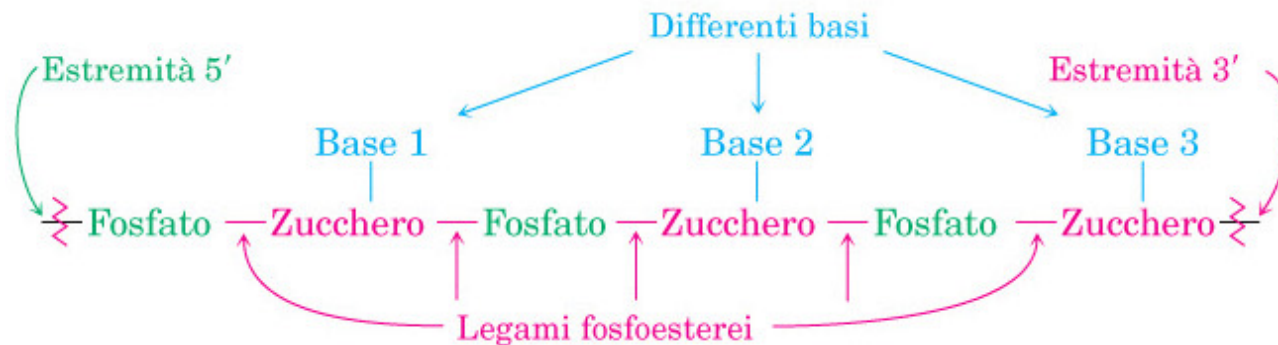 Differenti basi
Estremità 5′
Estremità 3′
Base 1 Base 2 Base 3
Fosfato Zucchero Fosfato Zucchero Fosfato Zucchero
Legami fosfoesterei